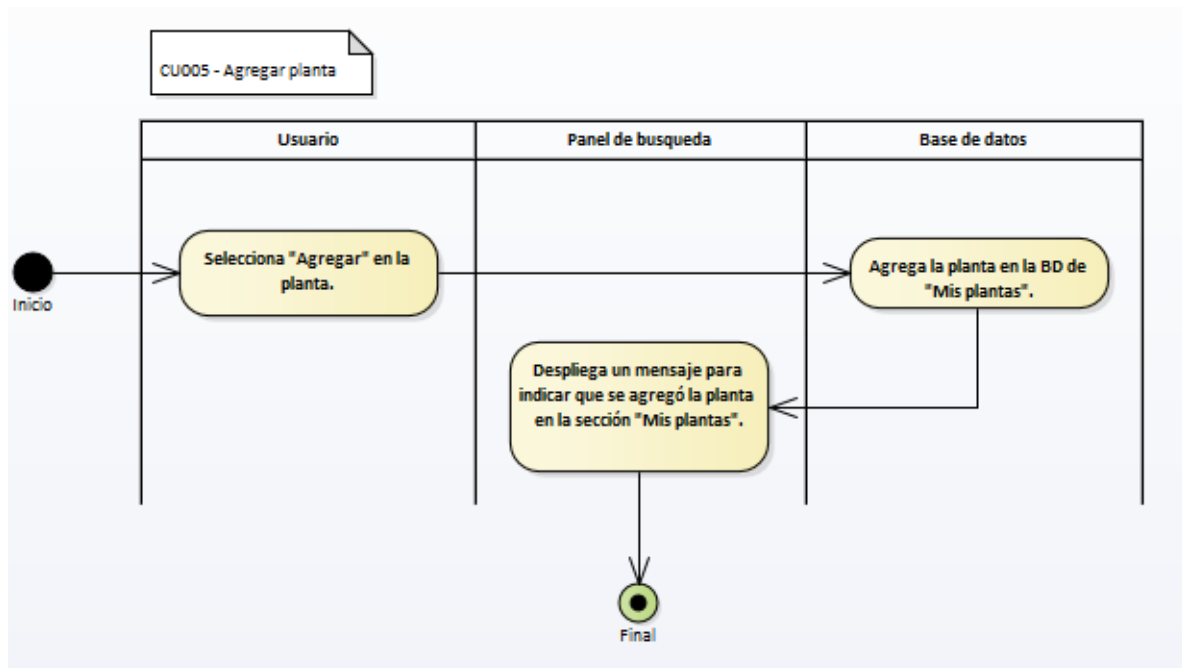 CU005 - Agregar planta
Usuario
Panel de busqueda
Base de datos
Inicio
Selecciona "Agregar" en la
planta.
Agrega la planta en la BD de
"Mis plantas".
Despliega un mensaje para
indicar que se agregó la planta
en la sección "Mis plantas".
Final